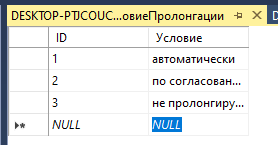 DESKTOP-PTJCOUC...овиеПролонгации
ID Условие
1 автоматически
2 по согласован...
3 не пролонгиру...
NULL NULL